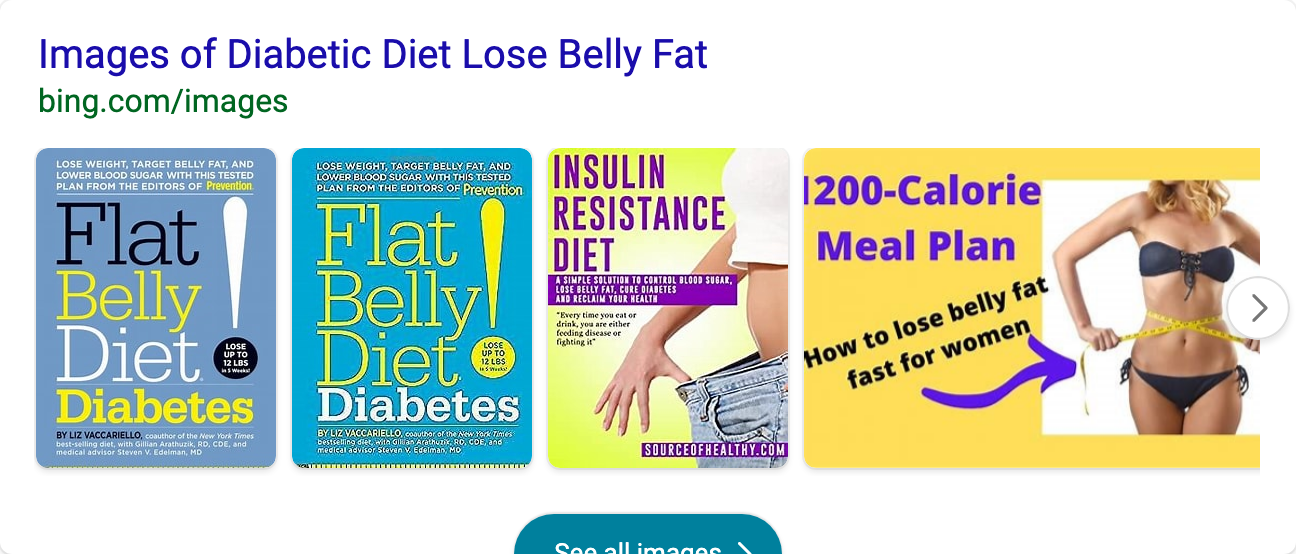 Images of Diabetic Diet Lose Belly Fat
bing.com/images
LOSE WEIGHT, TARGET BELLY FAT, AND
LOWER BLOOD SUGAR WITH THIS TESTED
PLAN FROM THE EDITORS OF Prevention.
Flat
Belly
Diet
!
Diabetes
LOSE
UP TO
12 LBS
in 5 Weeks!
BY LIZ VACCARIELLO, coauthor of the New York Times
best-selling diet, with Gillian Arathuzik, RD, CDE, and
medical advisor Steven V. Edelman, MD
LOSE WEIGHT, TARGET BELLY FAT, AND
LOWER BLOOD SUGAR WITH THIS TESTED
PLAN FROM THE EDITORS OF Prevention
Flat
Belly
Diet
!
Diabetes
LOSE
UP TO
12 LBS
in 5 Weeks!
BY LIZ VACCARIELLO, coauthor of the New York Times
bestselling diet, with Gillian Arathuzik, RD, CDE, and
medical advisor Steven V. Edelman, MD
INSULIN
RESISTANCE
DIET
A SIMPLE SOLUTION TO CONTROL BLOOD SUGAR,
LOSE BELLY FAT, CURE DIABETES
AND RECLAIM YOUR HEALTH
"Every time you eat or
drink, you are either
feeding disease or
fighting it"
SOURCEOFHEALTHY.COM
1200-Calorie
Meal Plan
How to lose belly fat
fast for women
See all images